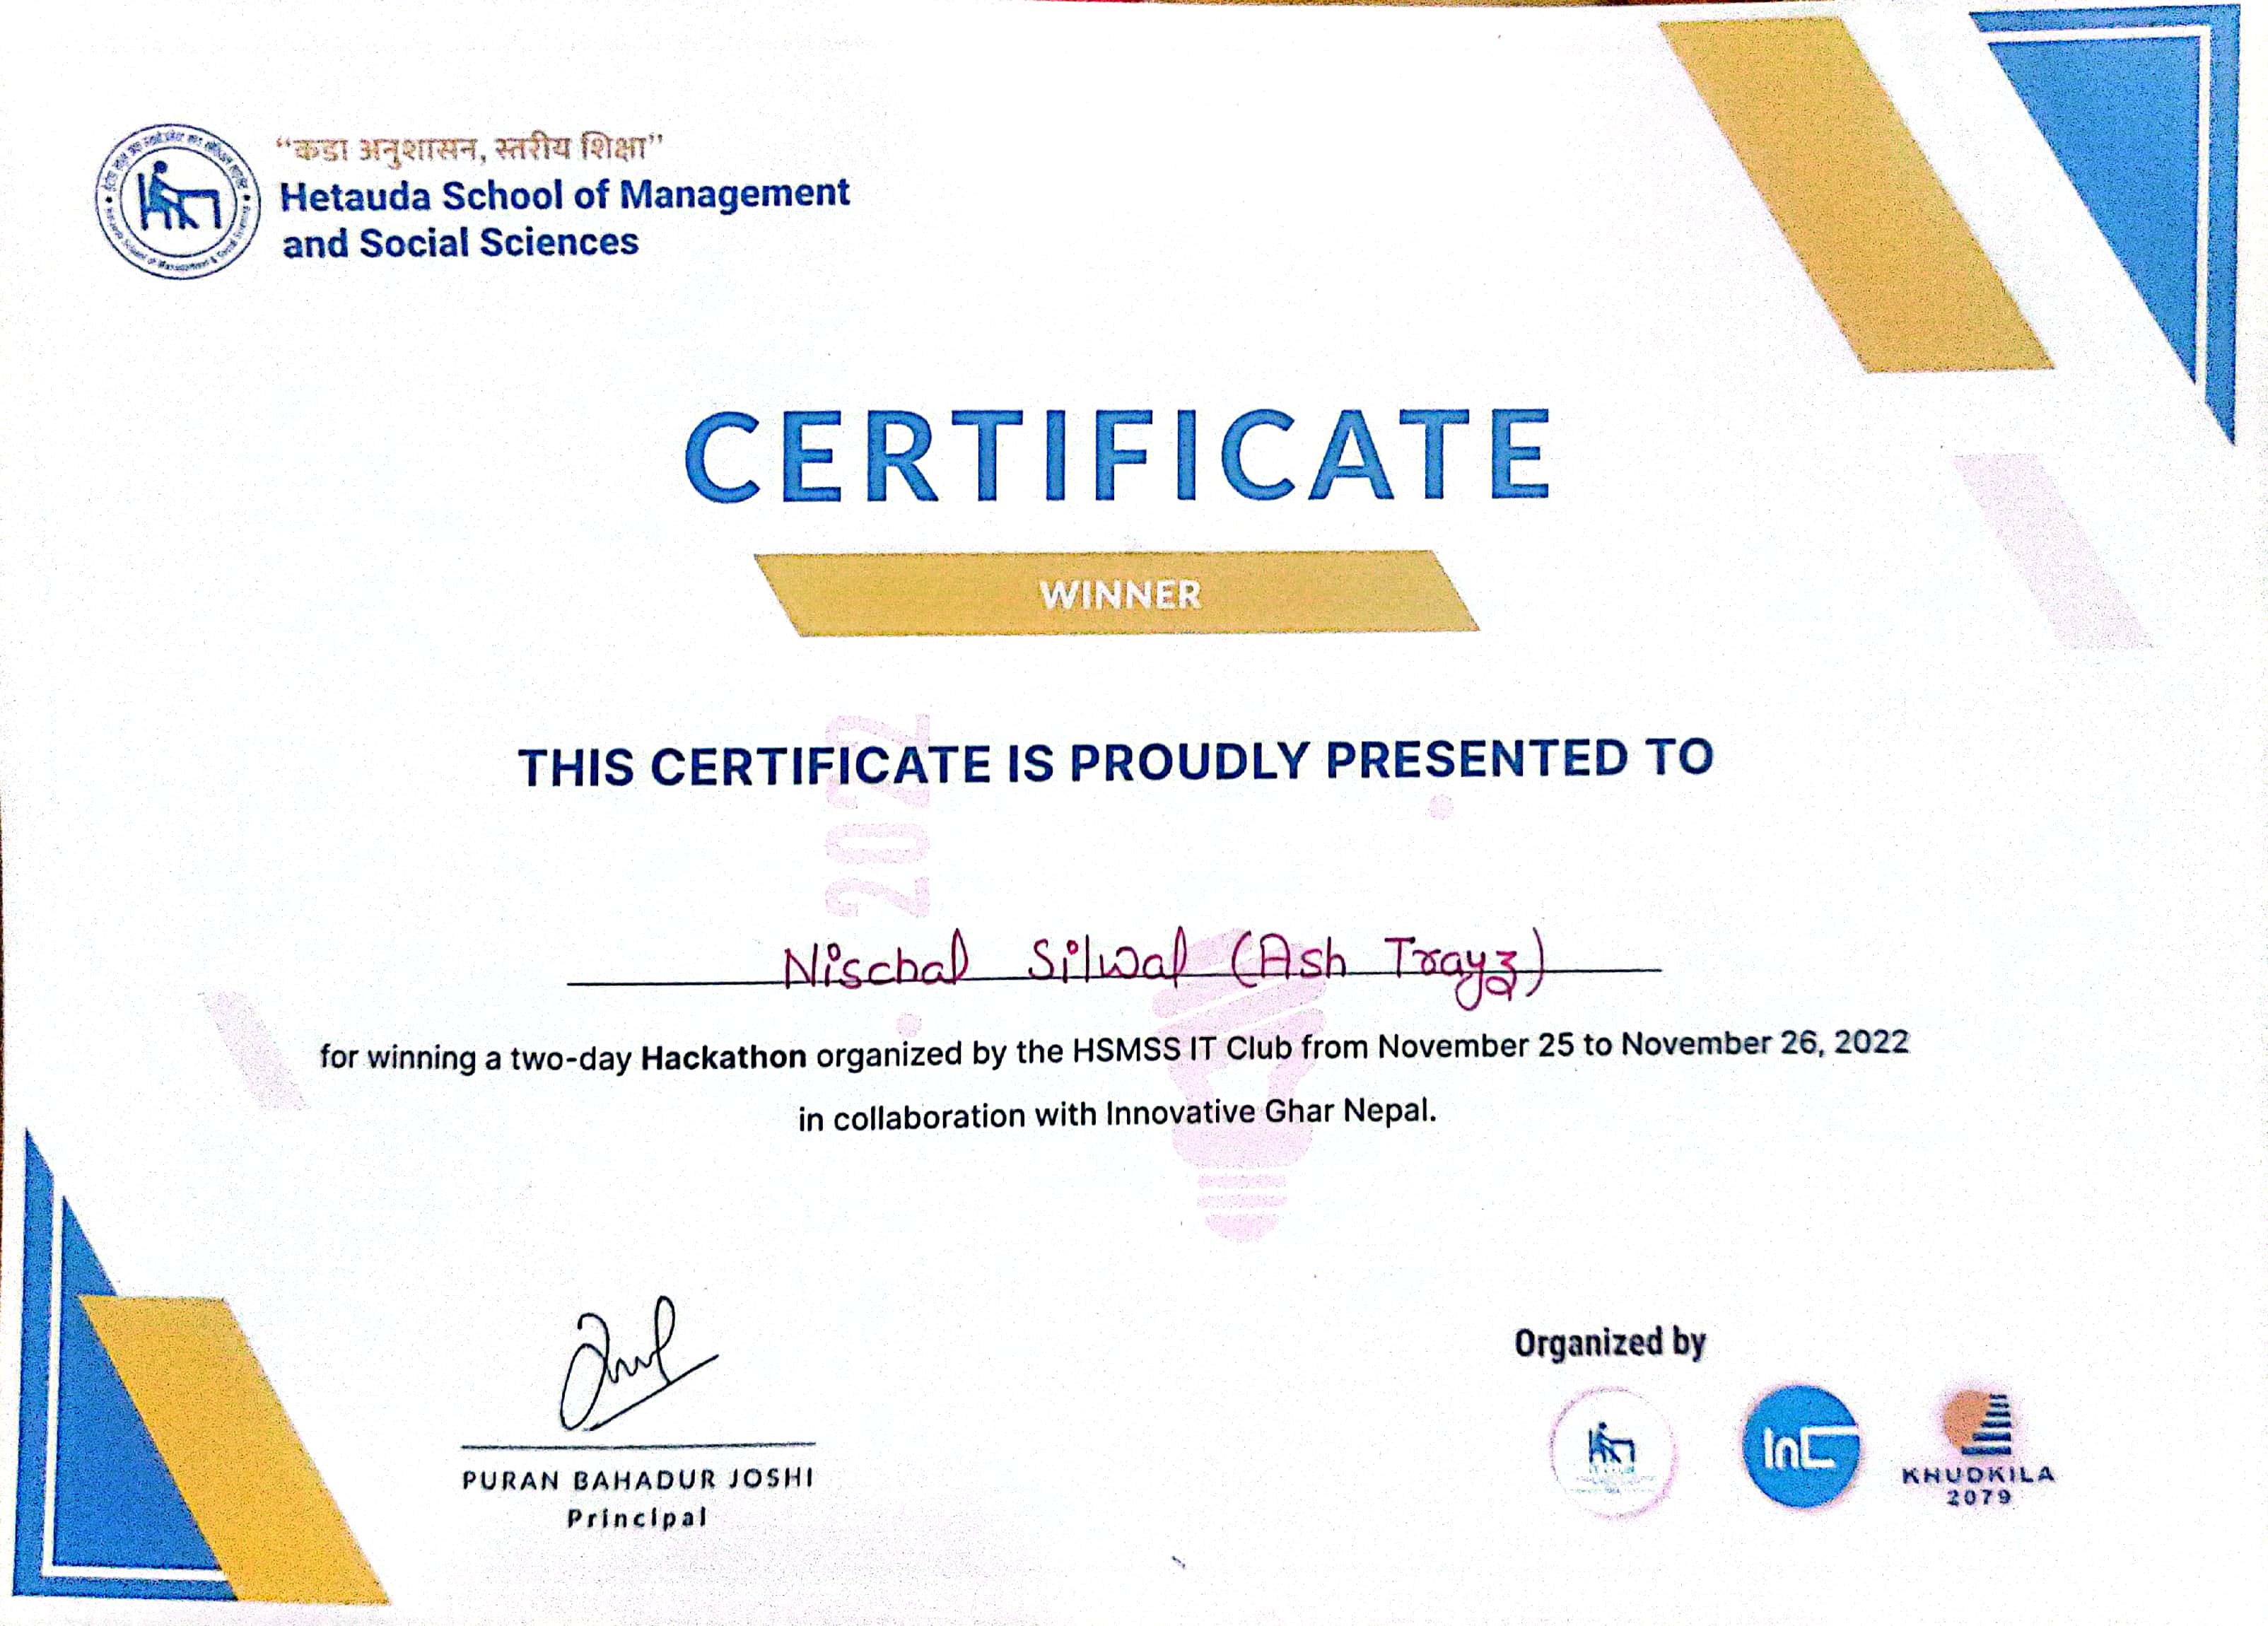 “कडा अनुशासन, स्तरीय शिक्षा”
Hetauda School of Management
and Social Sciences
CERTIFICATE
WINNER
THIS CERTIFICATE IS PROUDLY PRESENTED TO
2022
Nischal Silwal (Ash Trayz)
for winning a two-day Hackathon organized by the HSMSS IT Club from November 25 to November 26, 2022
in collaboration with Innovative Ghar Nepal.
PURAN BAHADUR JOSHI
Principal
Organized by
InG
KHUDKILA
2079